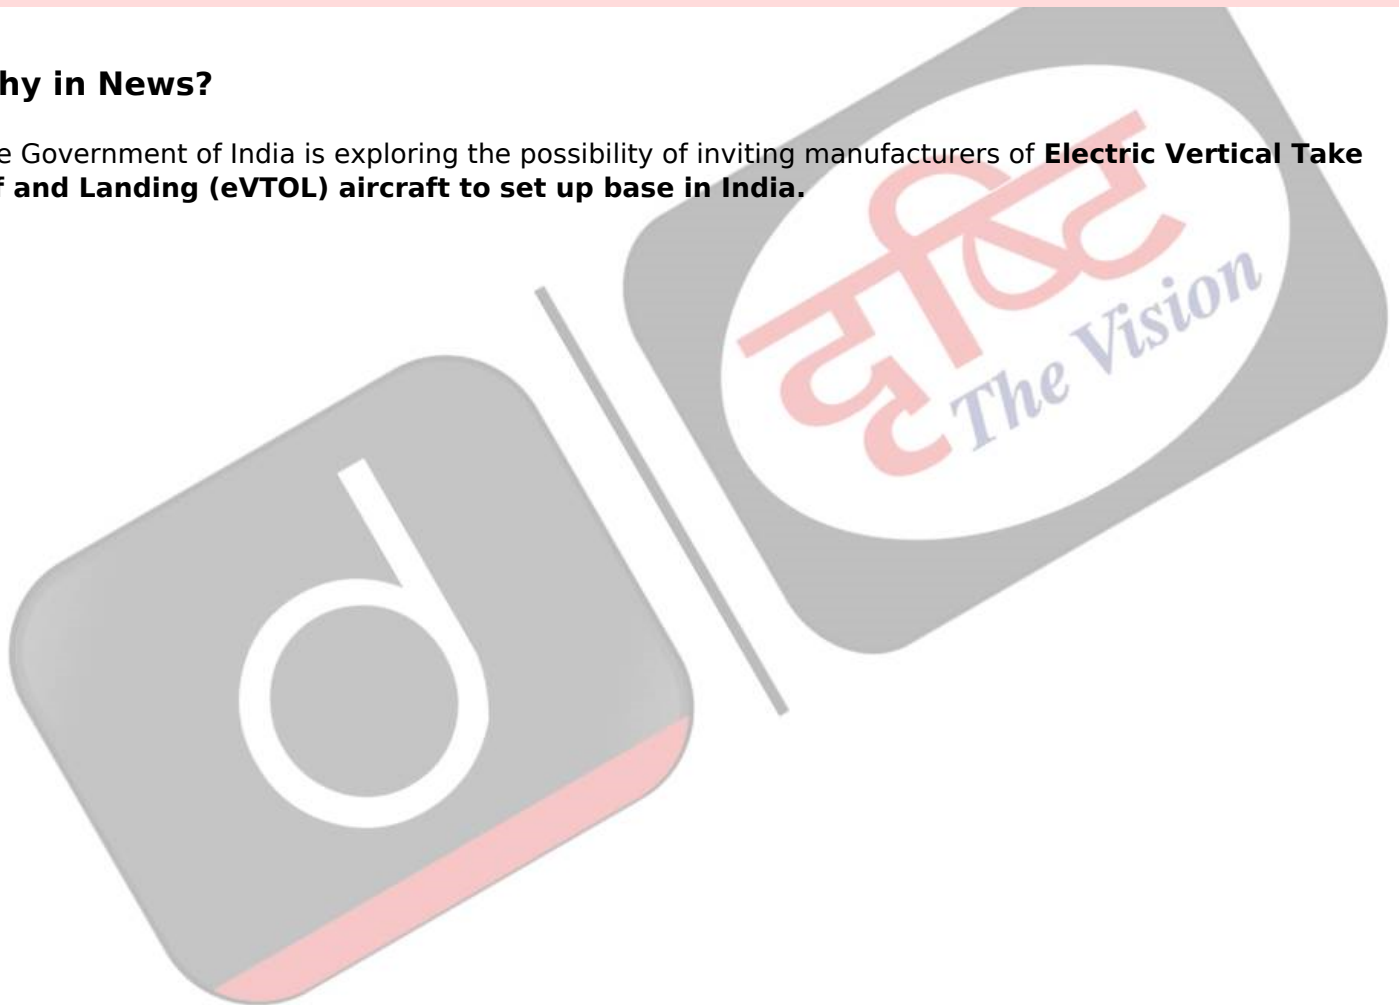 hy in News?
e Government of India is exploring the possibility of inviting manufacturers of Electric Vertical Take
f and Landing (eVTOL) aircraft to set up base in India.
दृष्टि
The Vision
d